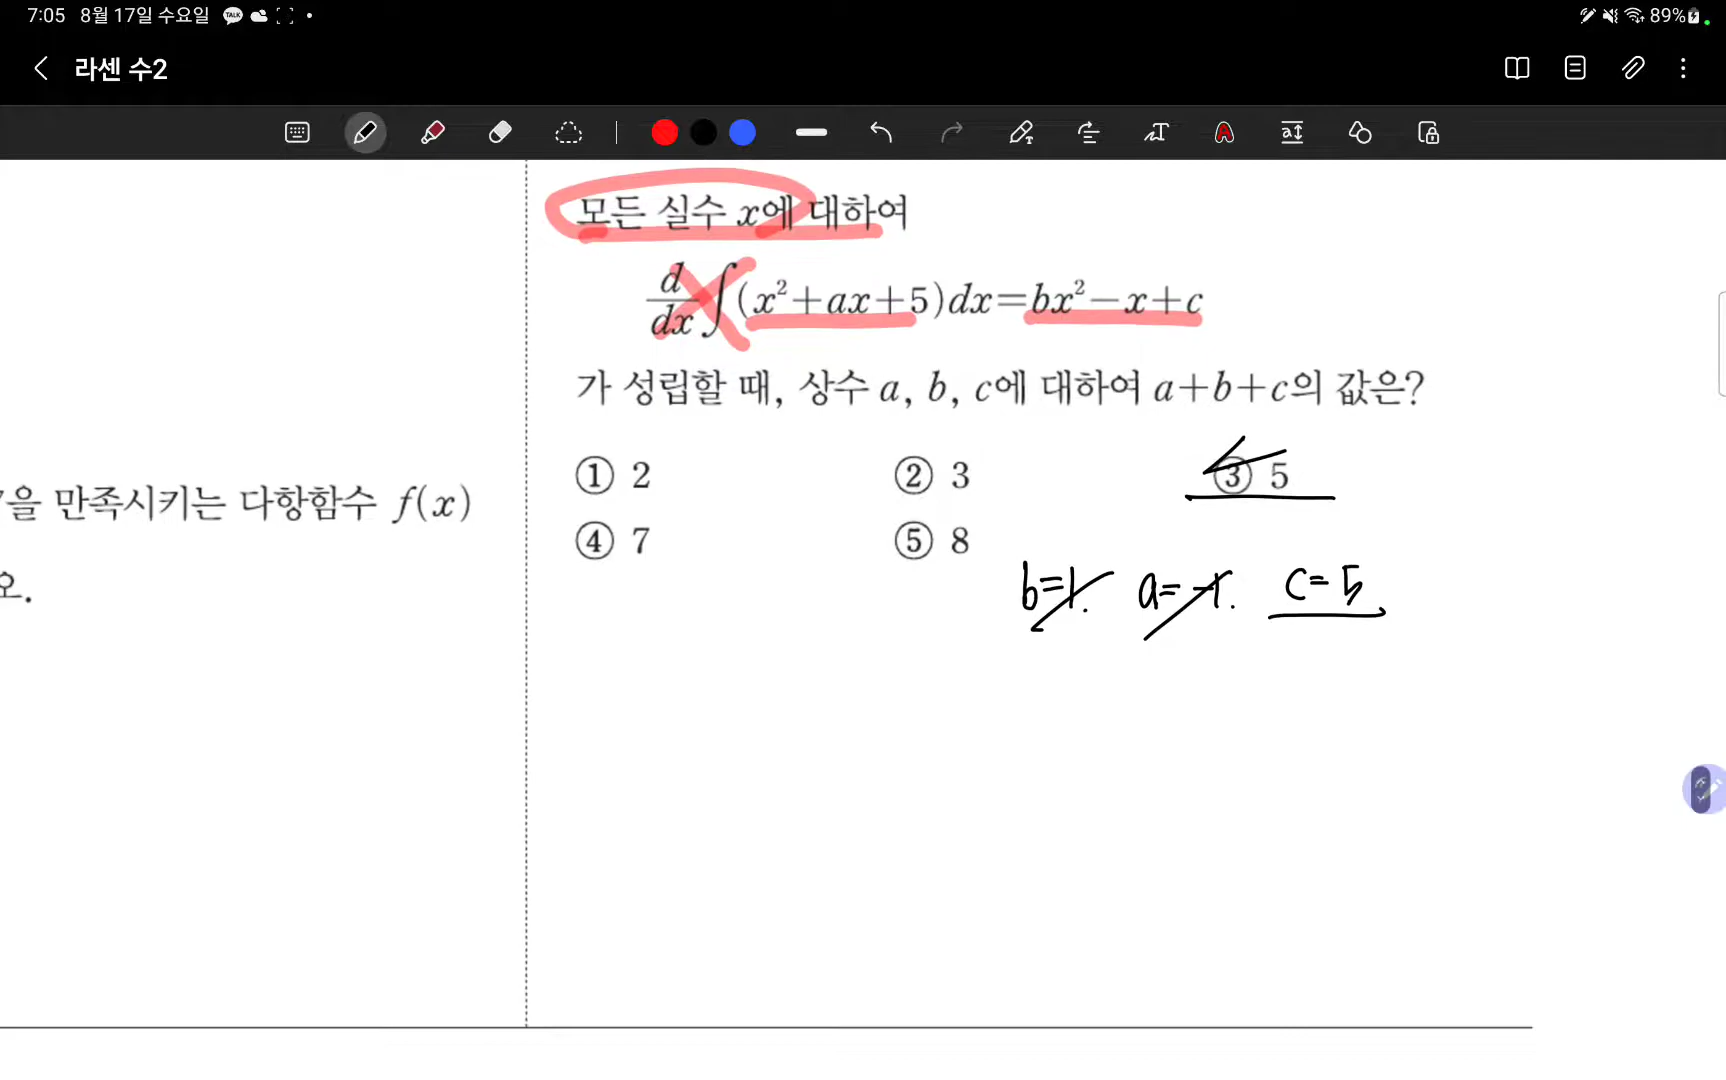 7:05 8월 17일 수요일 TALK 89%
라센 수2
모든 실수 x에 대하여
d/dx ∫(x²+ax+5)dx=bx²−x+c
가 성립할 때, 상수 a, b, c에 대하여 a+b+c의 값은?
① 2 ② 3 ③ 5
④ 7 ⑤ 8
b=1. a=-1. c=5
을 만족시키는 다항함수 f(x)
오.